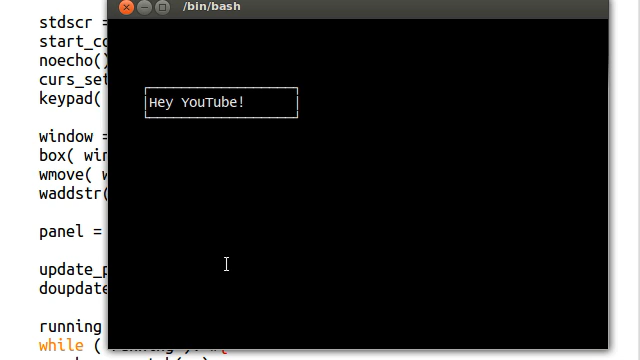 /bin/bash
stdscr =
start_co
noecho()
curs_set
keypad(
Hey YouTube!
window =
box( win
wmove( w
waddstr(
panel =
update_p
doupdate
running
while (